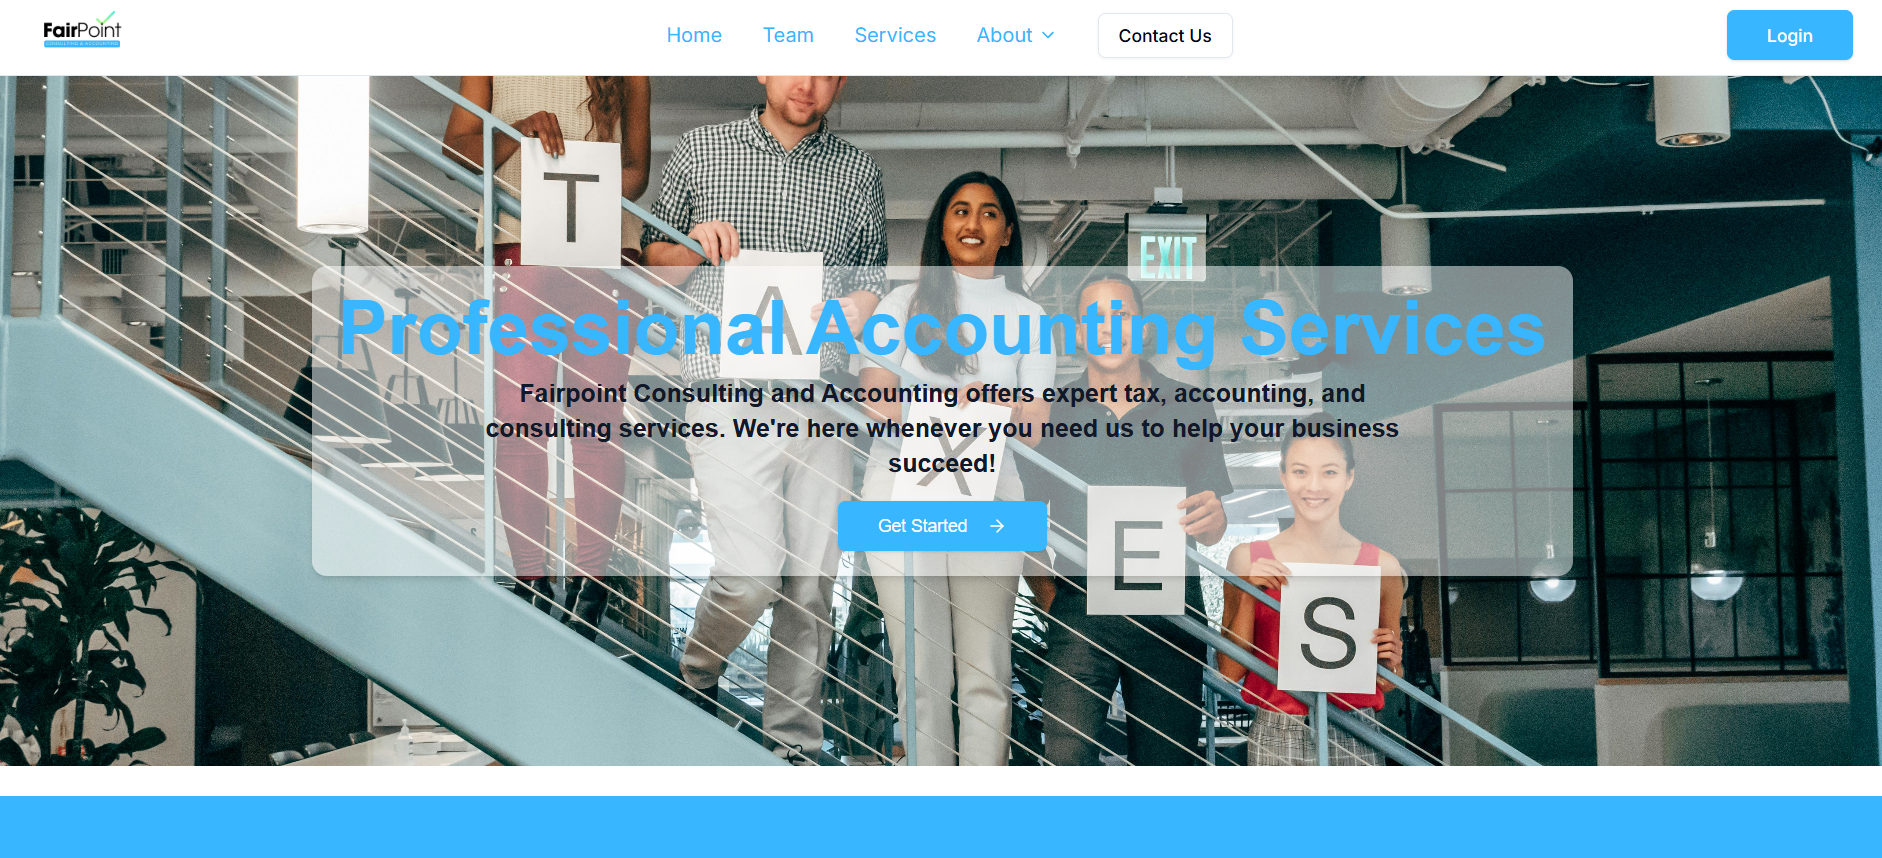 FairPoint
CONSULTING & ACCOUNTING
Home
Team
Services
About
Contact Us
Login
T
A
X
E
S
EXIT
Professional Accounting Services
Fairpoint Consulting and Accounting offers expert tax, accounting, and
consulting services. We're here whenever you need us to help your business
succeed!
Get Started